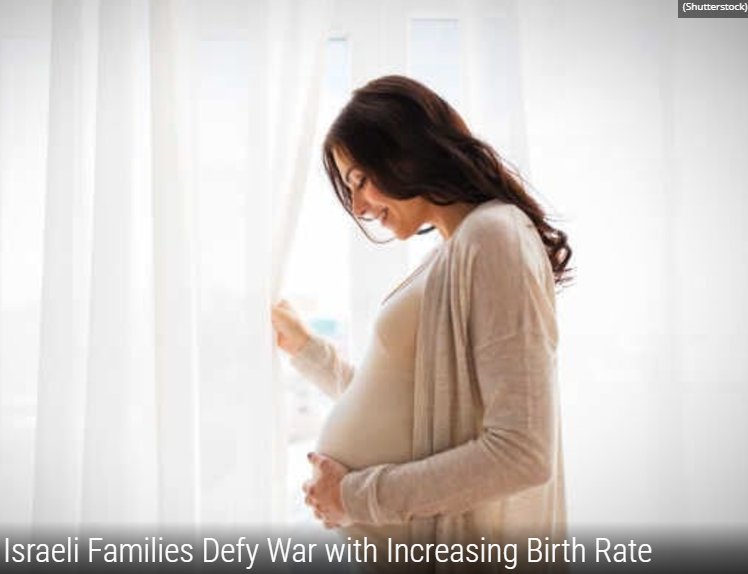 (Shutterstock)
Israeli Families Defy War with Increasing Birth Rate